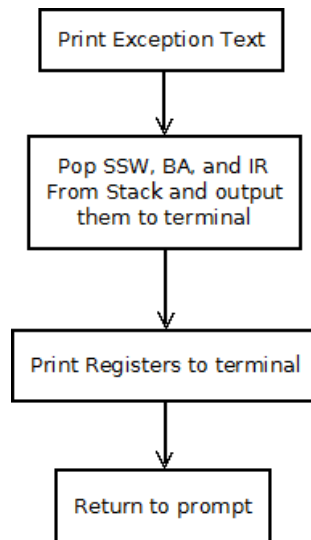 Print Exception Text
Pop SSW, BA, and IR
From Stack and output
them to terminal
Print Registers to terminal
Return to prompt